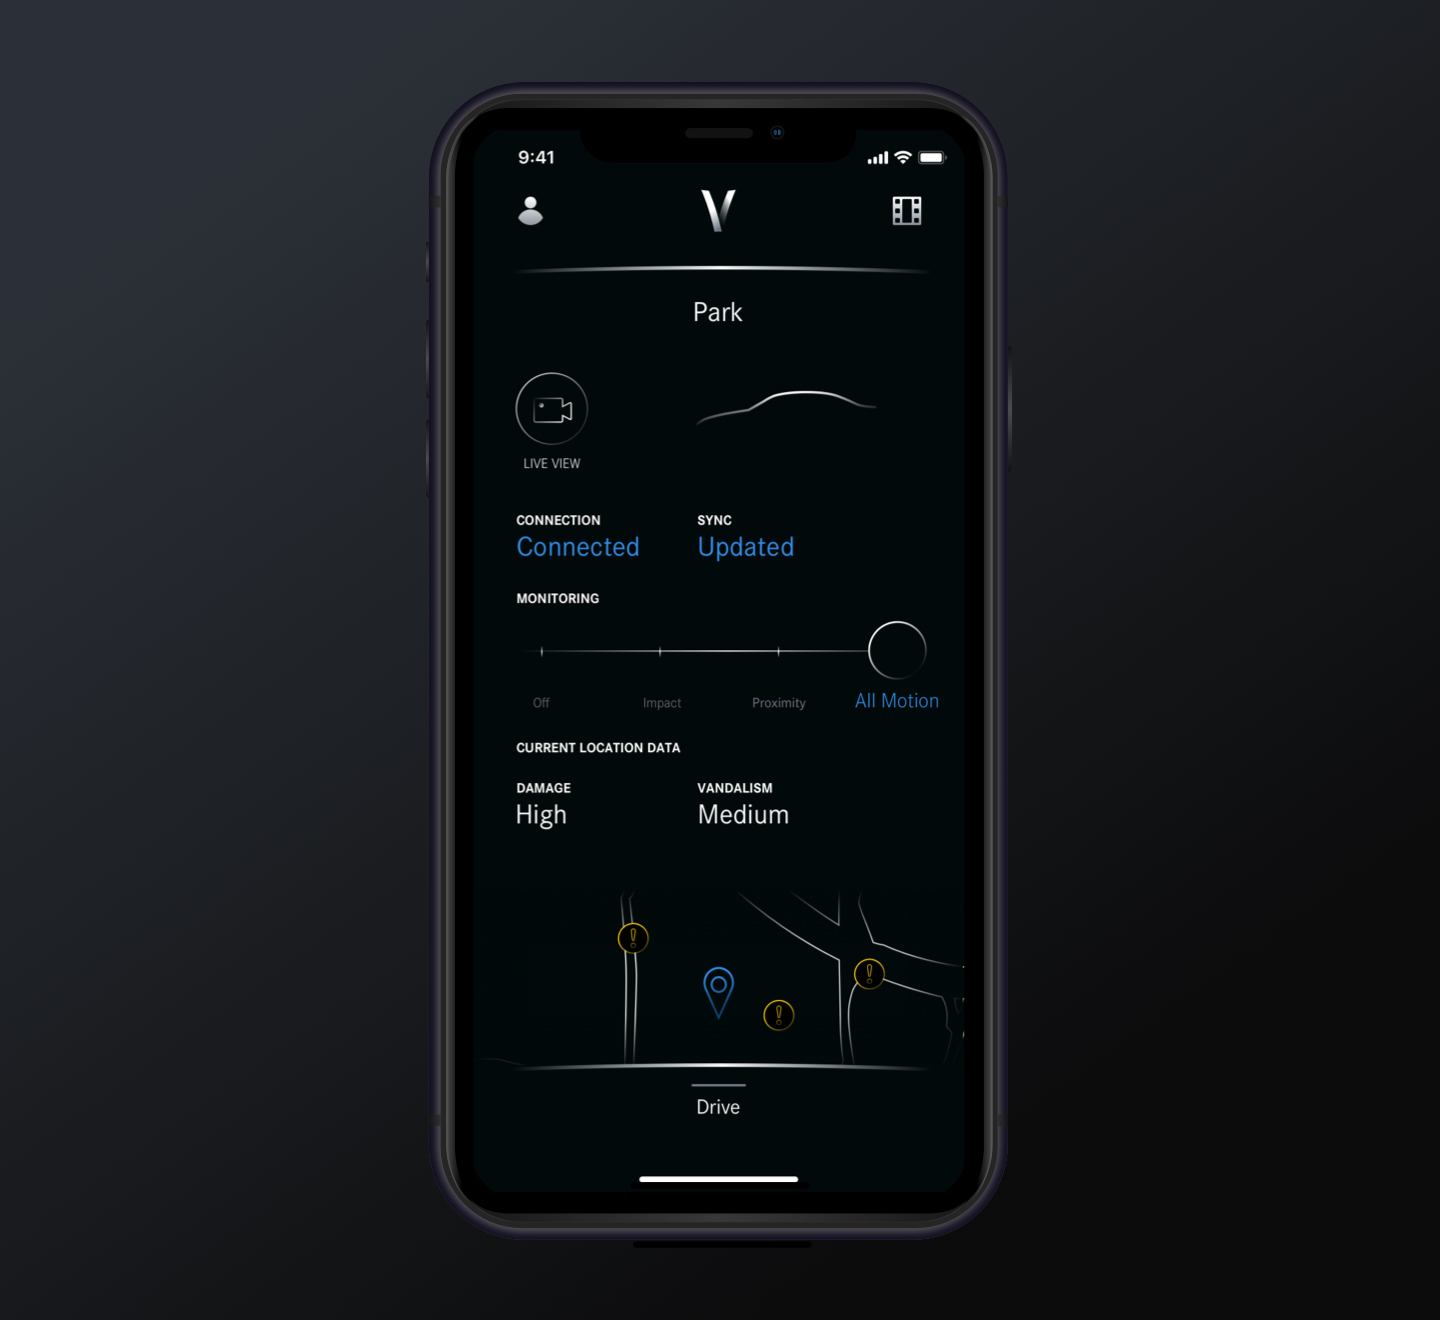 9:41
V
Park
LIVE VIEW
CONNECTION SYNC
Connected Updated
MONITORING
Off Impact Proximity All Motion
CURRENT LOCATION DATA
DAMAGE VANDALISM
High Medium
Drive